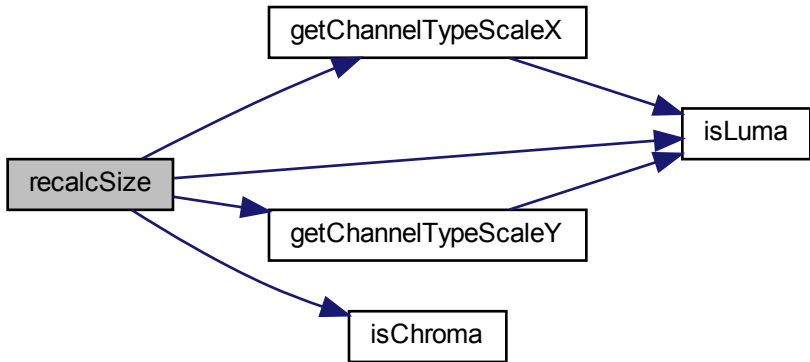 getChannelTypeScaleX
isLuma
recalcSize
getChannelTypeScaleY
isChroma